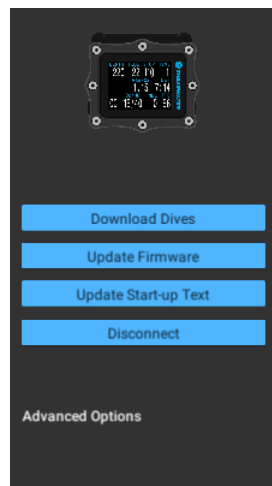 Download Dives
Update Firmware
Update Start-up Text
Disconnect
Advanced Options